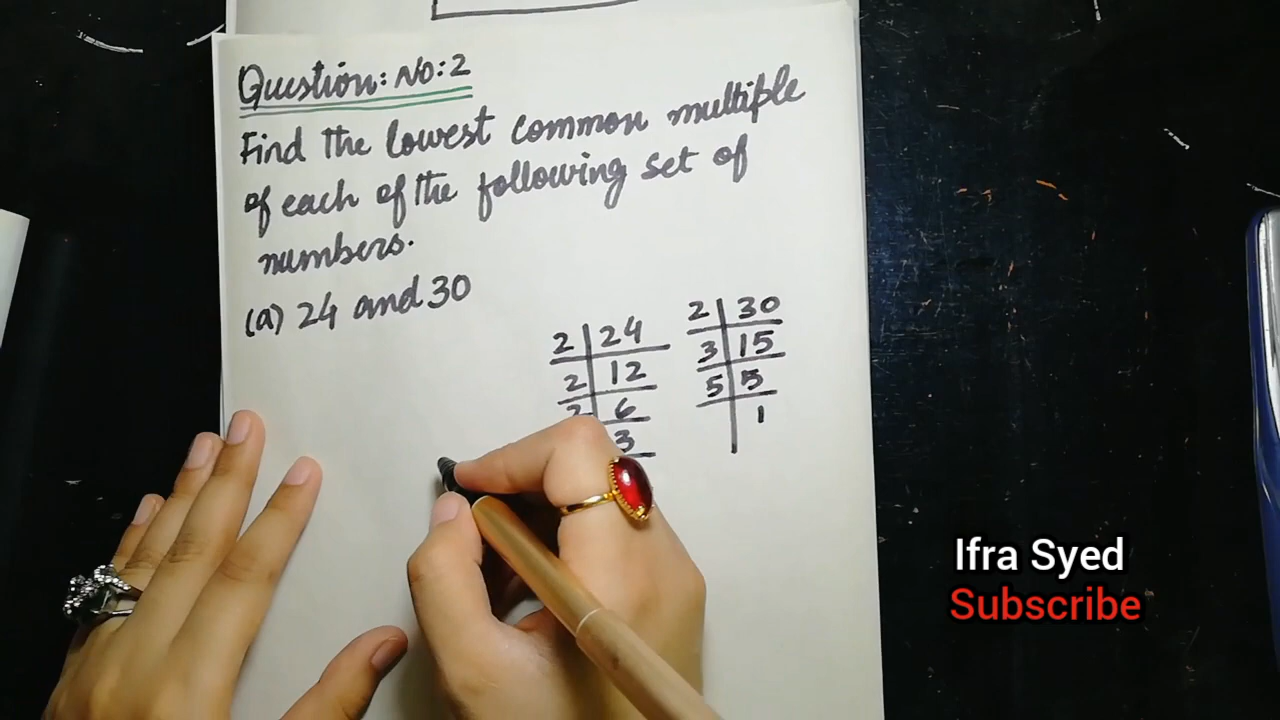 Question: No: 2
Find the lowest common multiple
of each of the following set of
numbers.
(a) 24 and 30
2 24
2 12
2 6
3
2 30
3 15
5 5
1
Ifra Syed
Subscribe